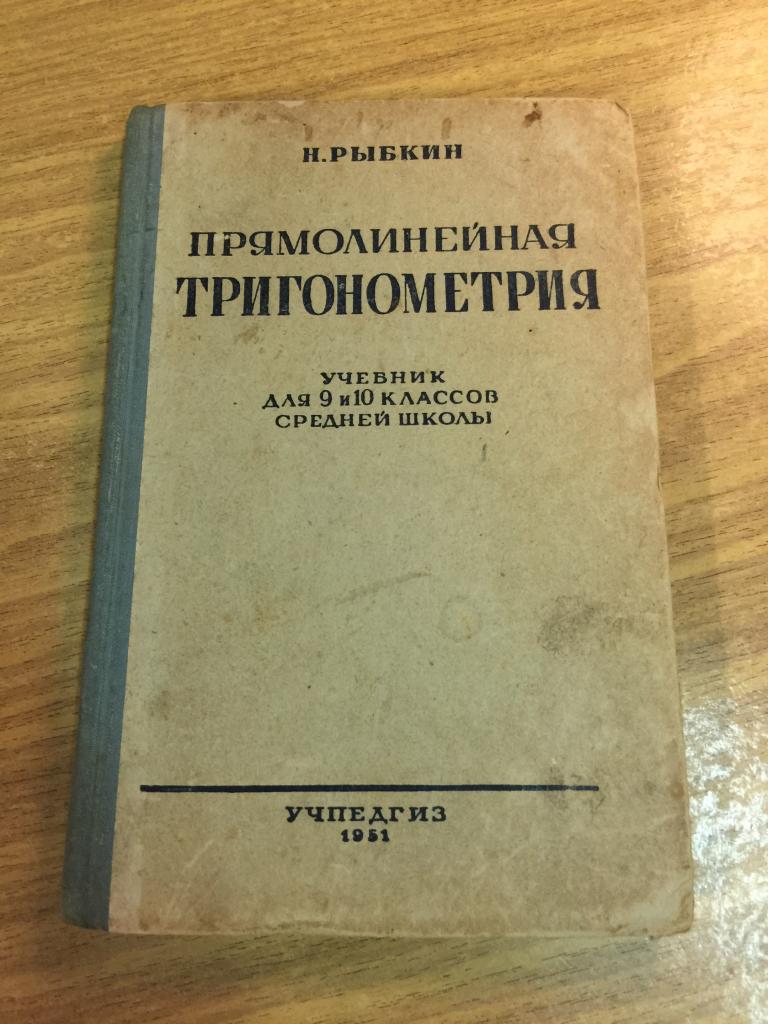 Н. РЫБКИН
ПРЯМОЛИНЕЙНАЯ
ТРИГОНОМЕТРИЯ
УЧЕБНИК
ДЛЯ 9 и 10 КЛАССОВ
СРЕДНЕЙ ШКОЛЫ
УЧПЕДГИЗ
1951